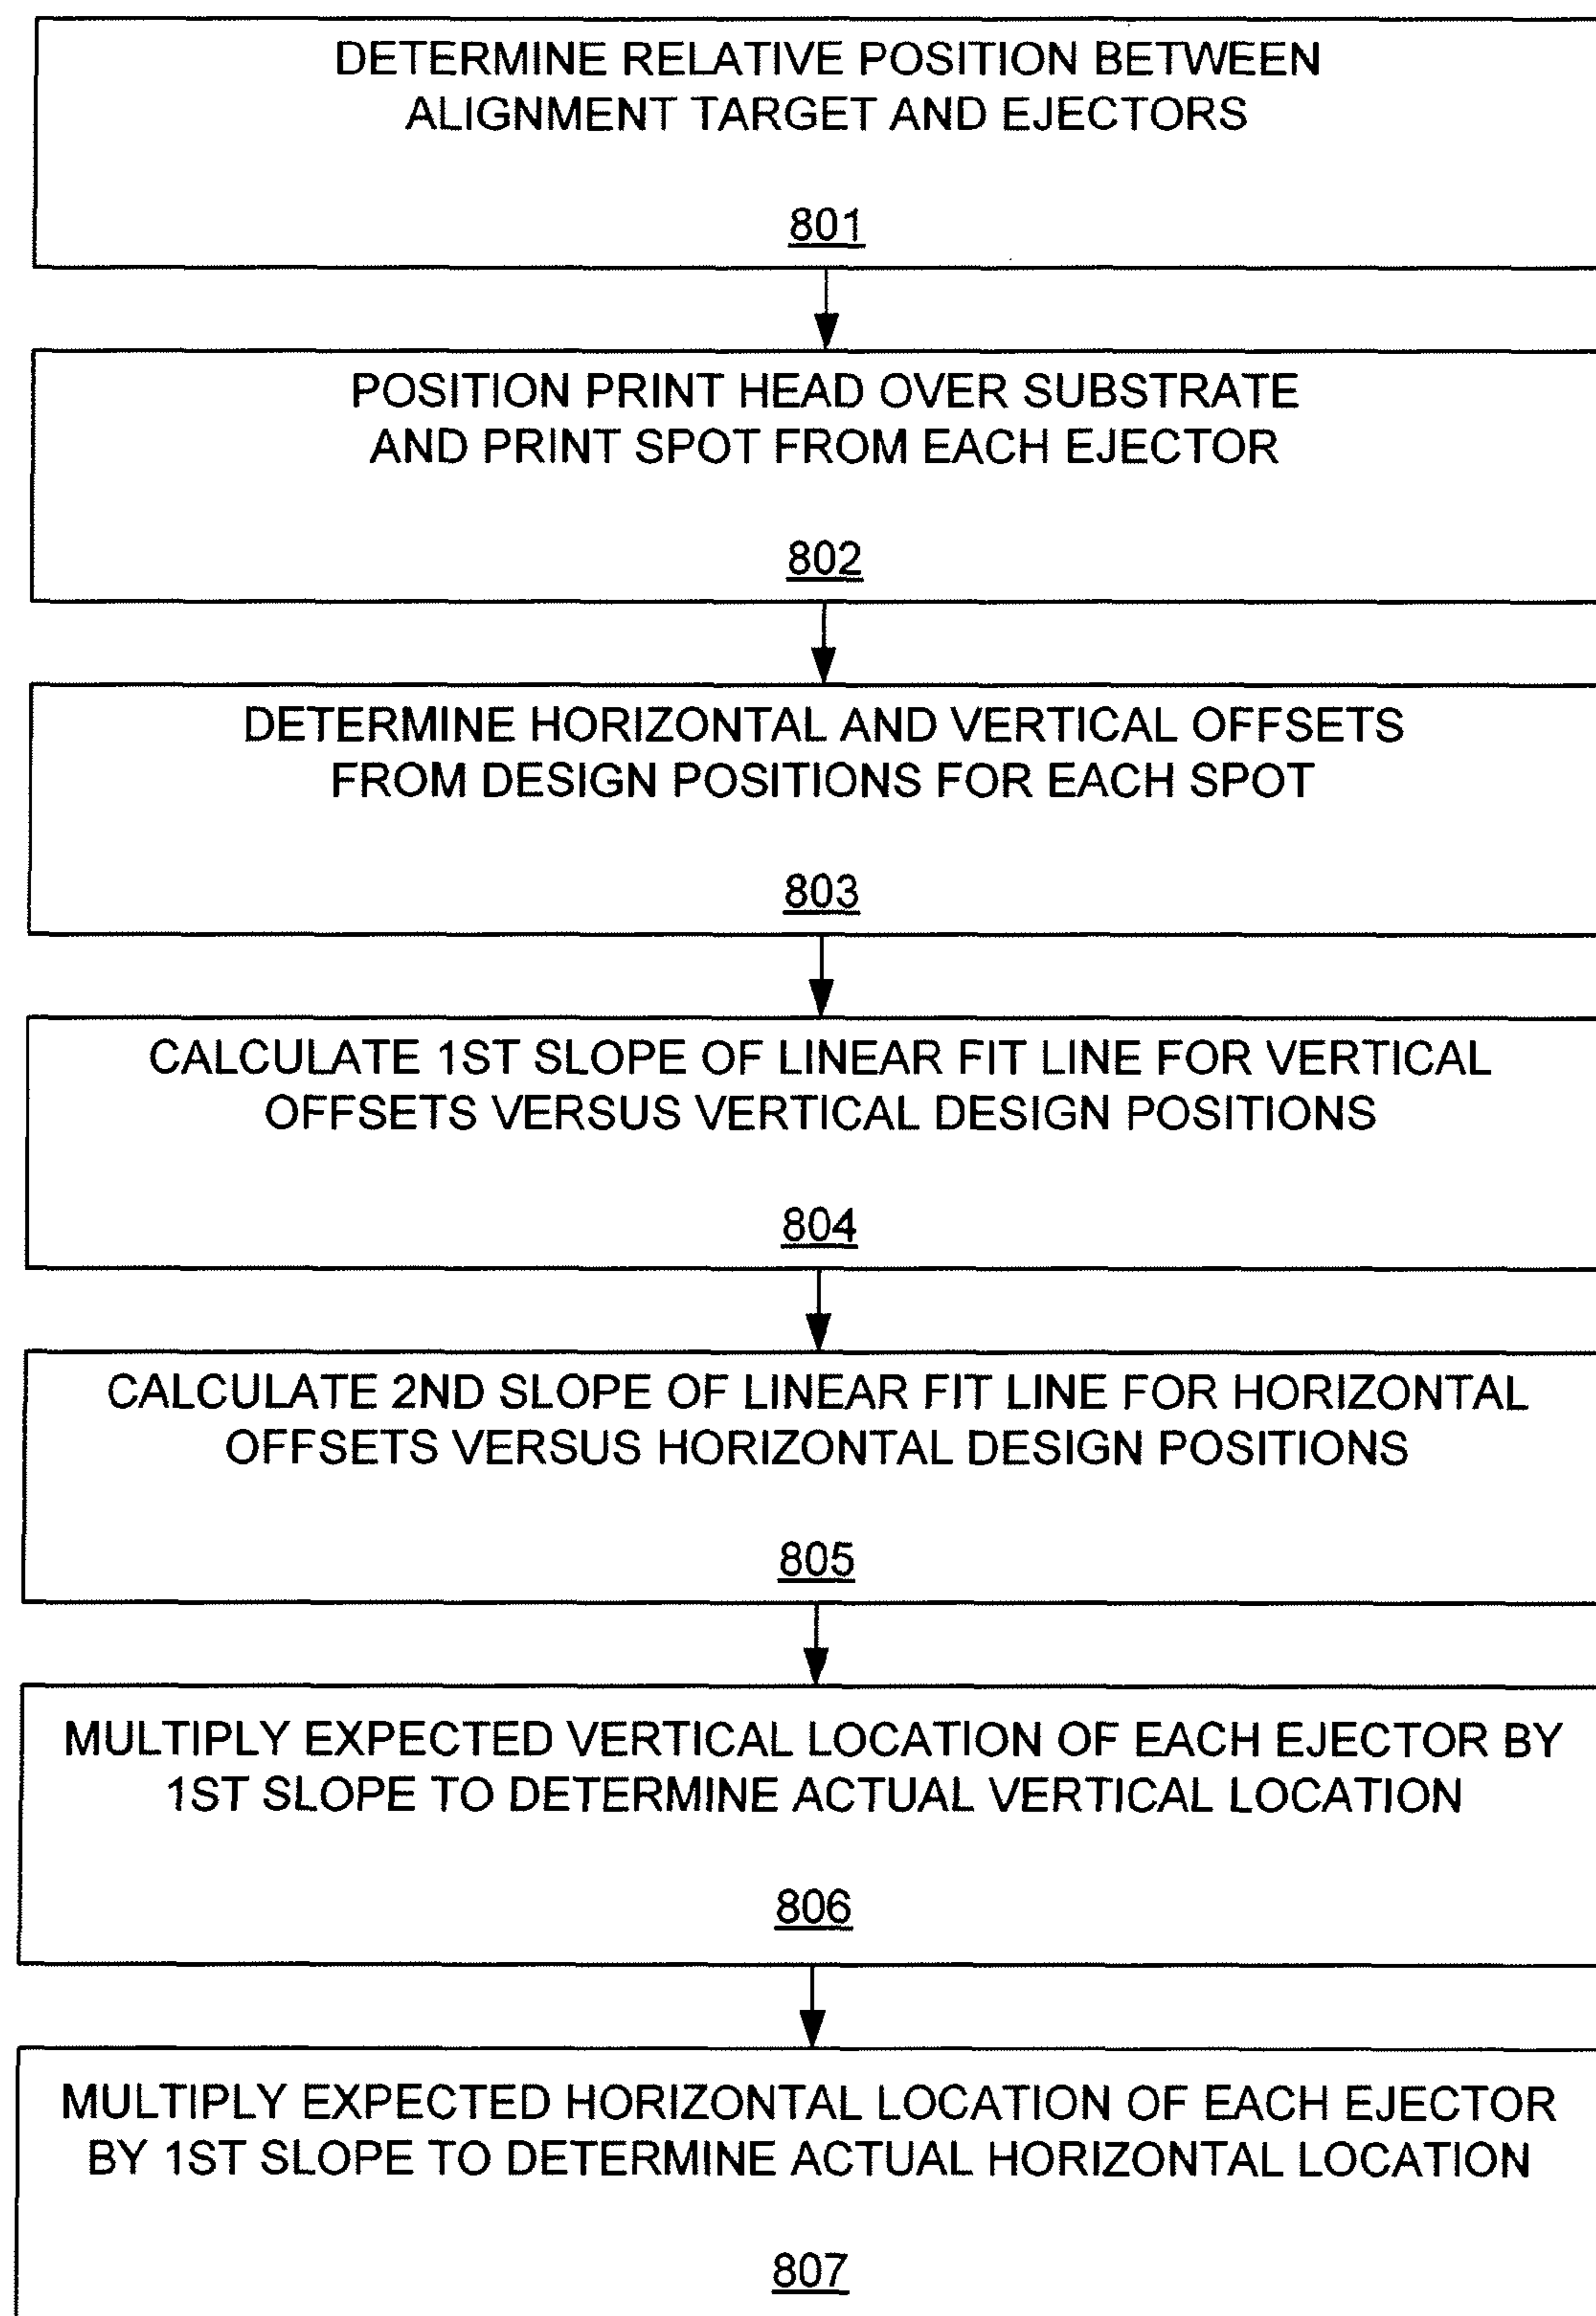 DETERMINE RELATIVE POSITION BETWEEN
ALIGNMENT TARGET AND EJECTORS
801
POSITION PRINT HEAD OVER SUBSTRATE
AND PRINT SPOT FROM EACH EJECTOR
802
DETERMINE HORIZONTAL AND VERTICAL OFFSETS
FROM DESIGN POSITIONS FOR EACH SPOT
803
CALCULATE 1ST SLOPE OF LINEAR FIT LINE FOR VERTICAL
OFFSETS VERSUS VERTICAL DESIGN POSITIONS
804
CALCULATE 2ND SLOPE OF LINEAR FIT LINE FOR HORIZONTAL
OFFSETS VERSUS HORIZONTAL DESIGN POSITIONS
805
MULTIPLY EXPECTED VERTICAL LOCATION OF EACH EJECTOR BY
1ST SLOPE TO DETERMINE ACTUAL VERTICAL LOCATION
806
MULTIPLY EXPECTED HORIZONTAL LOCATION OF EACH EJECTOR
BY 1ST SLOPE TO DETERMINE ACTUAL HORIZONTAL LOCATION
807